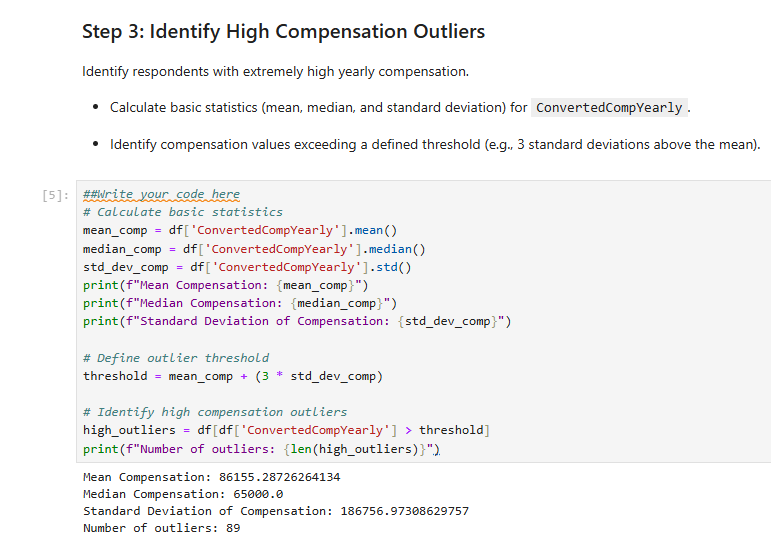 Step 3: Identify High Compensation Outliers
Identify respondents with extremely high yearly compensation.
• Calculate basic statistics (mean, median, and standard deviation) for ConvertedCompYearly .
• Identify compensation values exceeding a defined threshold (e.g., 3 standard deviations above the mean).
[5]: ##Write your code here
# Calculate basic statistics
mean_comp = df['ConvertedCompYearly'].mean()
median_comp = df['ConvertedCompYearly'].median()
std_dev_comp = df['ConvertedCompYearly'].std()
print(f"Mean Compensation: {mean_comp}")
print(f"Median Compensation: {median_comp}")
print(f"Standard Deviation of Compensation: {std_dev_comp}")
# Define outlier threshold
threshold = mean_comp + (3 * std_dev_comp)
# Identify high compensation outliers
high_outliers = df[df['ConvertedCompYearly'] > threshold]
print(f"Number of outliers: {len(high_outliers)}")
Mean Compensation: 86155.28726264134
Median Compensation: 65000.0
Standard Deviation of Compensation: 186756.97308629757
Number of outliers: 89